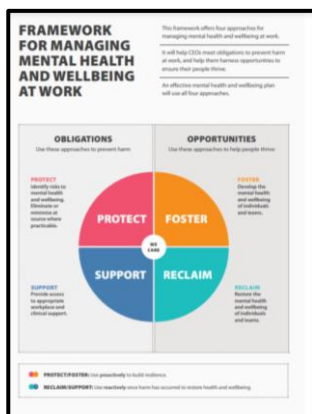 FRAMEWORK
FOR MANAGING
MENTAL HEALTH
AND WELLBEING
AT WORK
This framework offers four approaches for
managing mental health and wellbeing at work.
It will help CEOs meet obligations to prevent harm
at work, and help them harness opportunities to
ensure their people thrive.
An effective mental health and wellbeing plan
will use all four approaches.
OBLIGATIONS
Use these approaches to prevent harm
OPPORTUNITIES
Use these approaches to help people thrive
PROTECT
Identify risks to
mental health
and wellbeing.
Eliminate or
minimise at
source where
practicable.
FOSTER
Develop the
mental health
and wellbeing
of individuals
and teams.
PROTECT
FOSTER
WE
CARE
SUPPORT
RECLAIM
SUPPORT
Provide access
to appropriate
workplace and
clinical support.
RECLAIM
Restore the
mental health
and wellbeing
of individuals
and teams.
PROTECT/FOSTER: Use proactively to build resilience.
RECLAIM/SUPPORT: Use reactively once harm has occurred to restore health and wellbeing